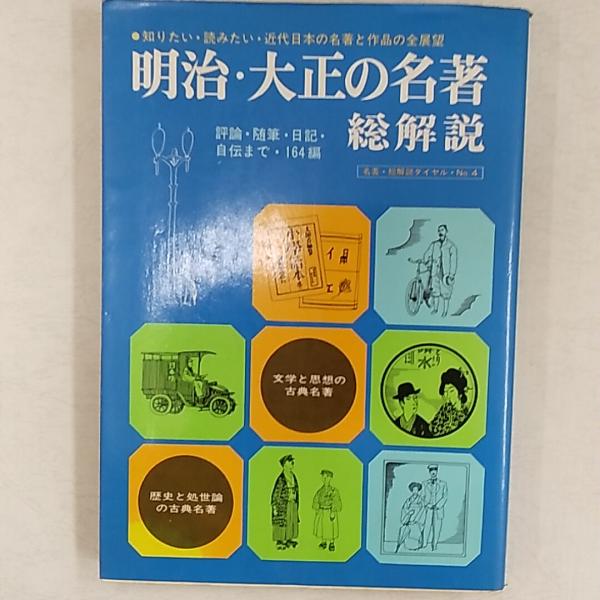 ●知りたい・読みたい・近代日本の名著と作品の全展望
明治・大正の名著
総解説
評論・随筆・日記・
自伝まで・164編
名著・総解説ダイヤル・No.4
文学と思想の
古典名著
歴史と処世論
の古典名著